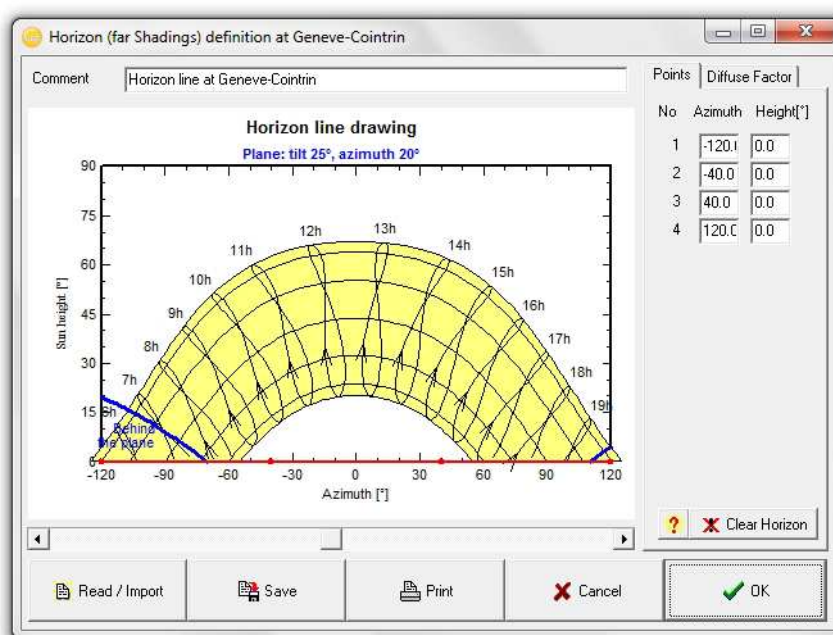 Horizon (far Shadings) definition at Geneve-Cointrin
Comment
Horizon line at Geneve-Cointrin
Points
Diffuse Factor
No Azimuth Height[°]
1 -120.( 0.0
2 -40.0 0.0
3 40.0 0.0
4 120.0 0.0
Horizon line drawing
Plane: tilt 25°, azimuth 20°
Sun height [°]
90
75
60
45
30
15
0
6h
7h
8h
9h
10h
11h
12h
13h
14h
15h
16h
17h
18h
19h
Behind
the plane
-120 -90 -60 -30 0 30 60 90 120
Azimuth [°]
? Clear Horizon
Read / Import
Save
Print
Cancel
OK